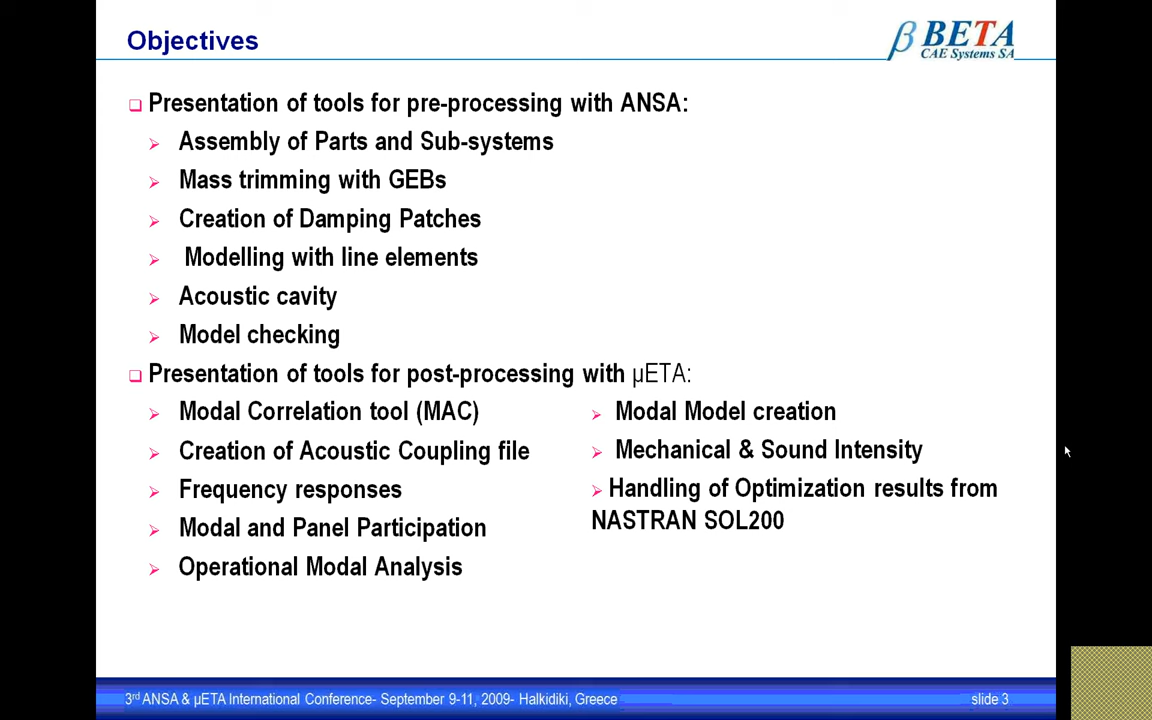 Objectives
β BETA
CAE Systems SA
Presentation of tools for pre-processing with ANSA:
Assembly of Parts and Sub-systems
Mass trimming with GEBs
Creation of Damping Patches
Modelling with line elements
Acoustic cavity
Model checking
Presentation of tools for post-processing with μETA:
Modal Correlation tool (MAC)
Creation of Acoustic Coupling file
Frequency responses
Modal and Panel Participation
Operational Modal Analysis
Modal Model creation
Mechanical & Sound Intensity
Handling of Optimization results from
NASTRAN SOL200
3rd ANSA & μETA International Conference- September 9-11, 2009- Halkidiki, Greece
slide 3